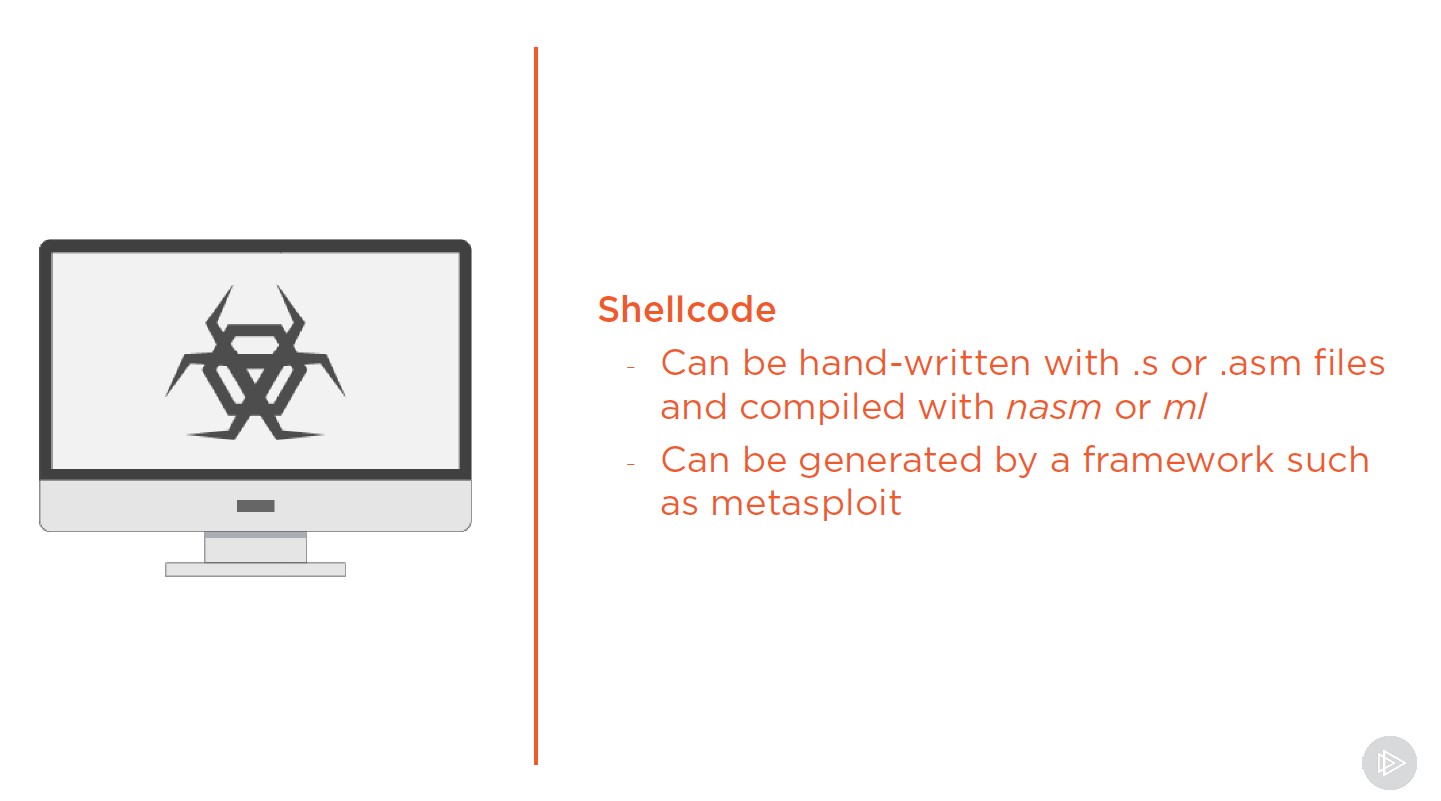 Shellcode
- Can be hand-written with .s or .asm files
and compiled with nasm or ml
- Can be generated by a framework such
as metasploit